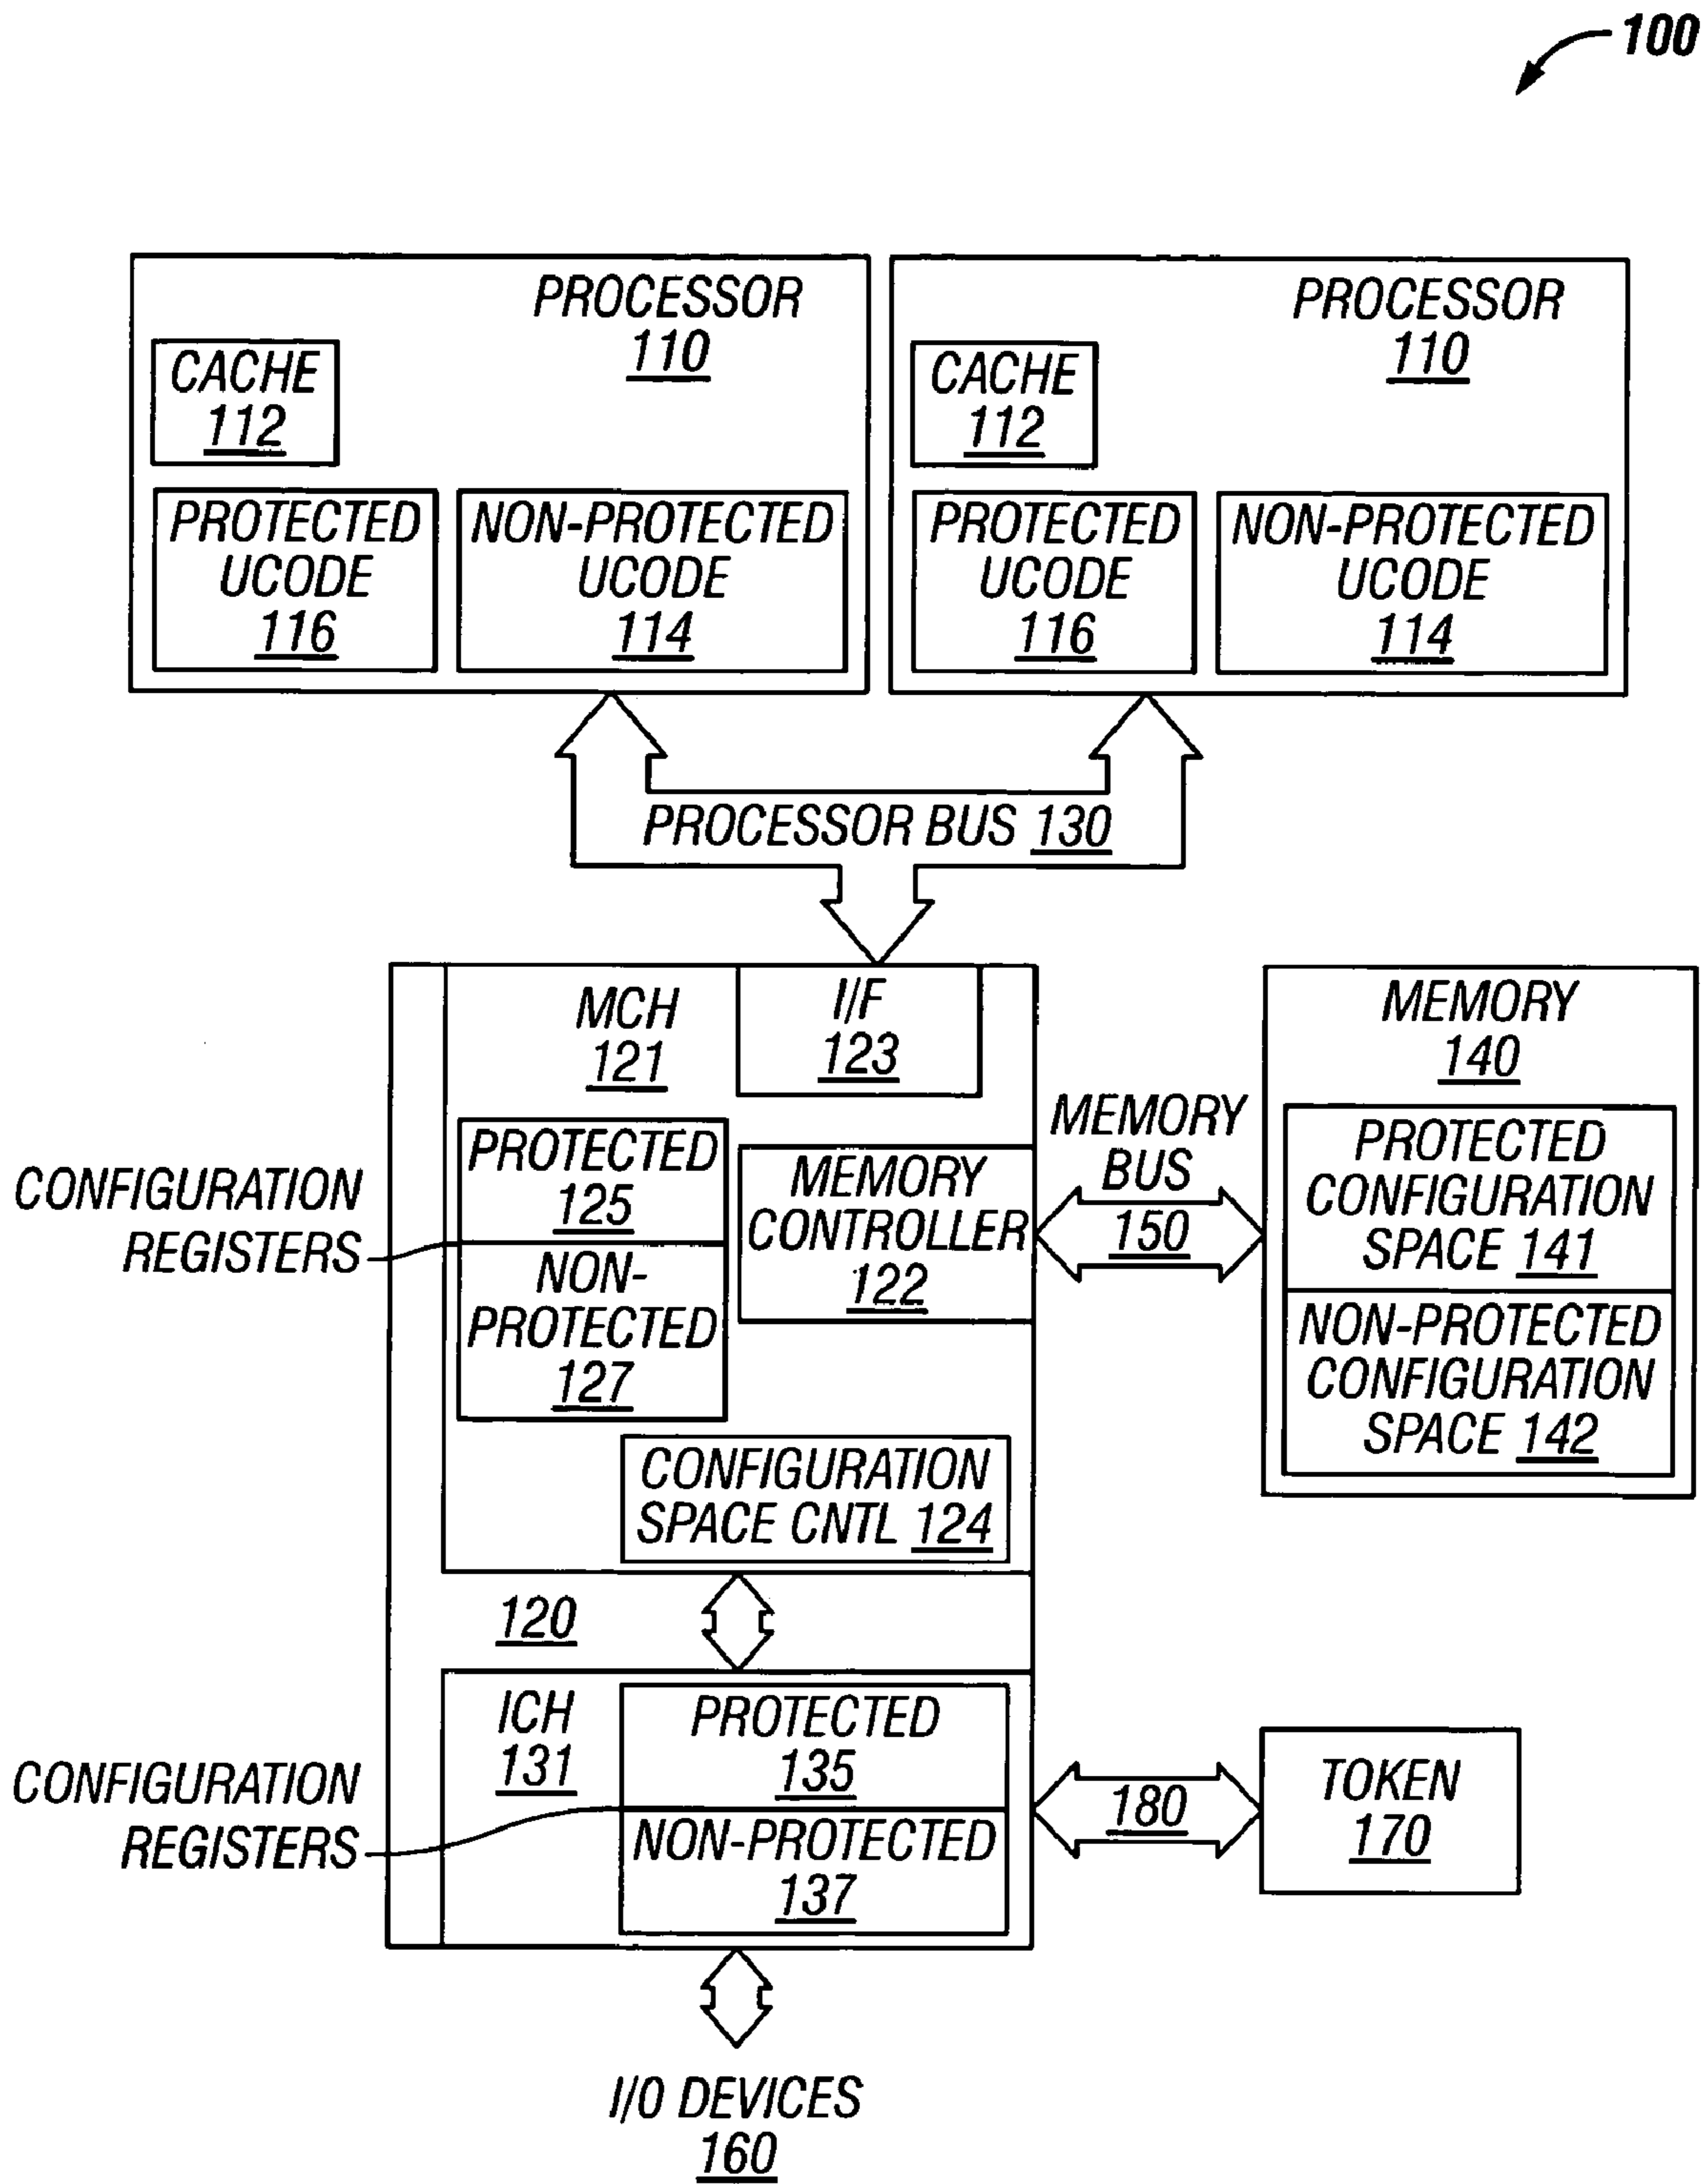 100
PROCESSOR
110
CACHE
112
PROTECTED
UCODE
116
NON-PROTECTED
UCODE
114
PROCESSOR
110
CACHE
112
PROTECTED
UCODE
116
NON-PROTECTED
UCODE
114
PROCESSOR BUS 130
MCH
121
I/F
123
CONFIGURATION
REGISTERS
PROTECTED
125
NON-
PROTECTED
127
MEMORY
CONTROLLER
122
CONFIGURATION
SPACE CNTL 124
MEMORY
BUS
150
MEMORY
140
PROTECTED
CONFIGURATION
SPACE 141
NON-PROTECTED
CONFIGURATION
SPACE 142
120
ICH
131
CONFIGURATION
REGISTERS
PROTECTED
135
NON-PROTECTED
137
180
TOKEN
170
I/O DEVICES
160